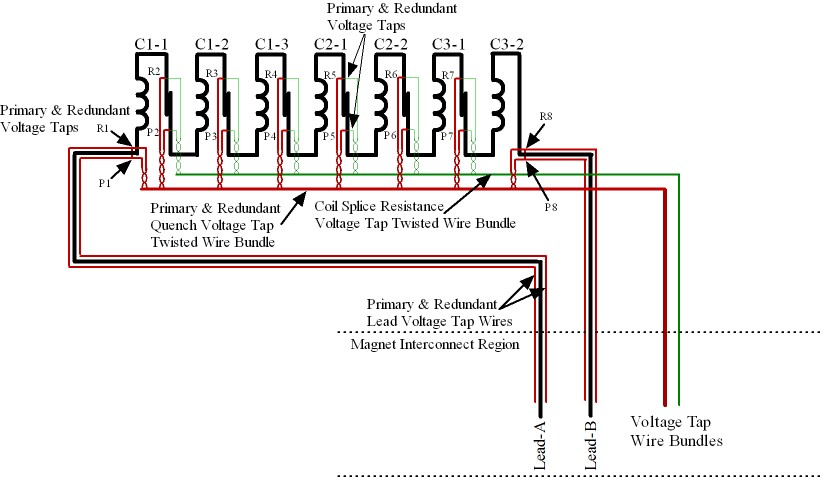 Primary & Redundant
Voltage Taps
C1-1
C1-2
C1-3
C2-1
C2-2
C3-1
C3-2
R2
R3
R4
R5
R6
R7
Primary & Redundant
Voltage Taps
R1
P2
P3
P4
P5
P6
P7
R8
P1
P8
Primary & Redundant
Quench Voltage Tap
Twisted Wire Bundle
Coil Splice Resistance
Voltage Tap Twisted Wire Bundle
Primary & Redundant
Lead Voltage Tap Wires
Magnet Interconnect Region
Lead-A
Lead-B
Voltage Tap
Wire Bundles